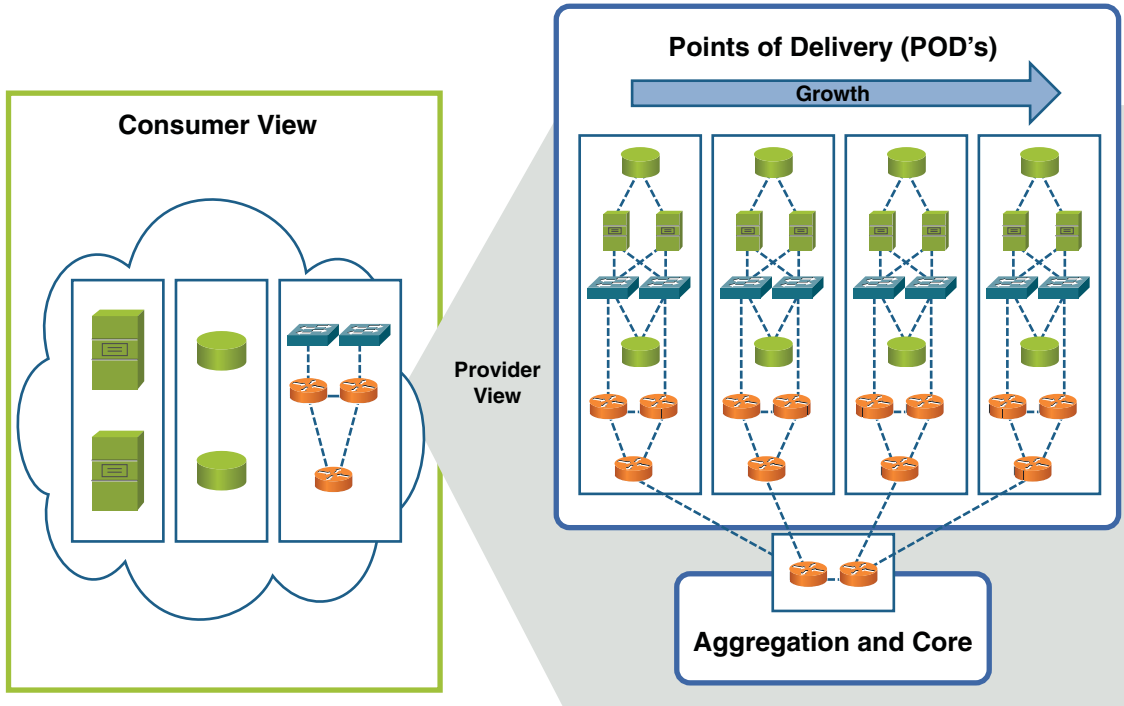 Points of Delivery (POD's)
Growth
Consumer View
Provider
View
Aggregation and Core